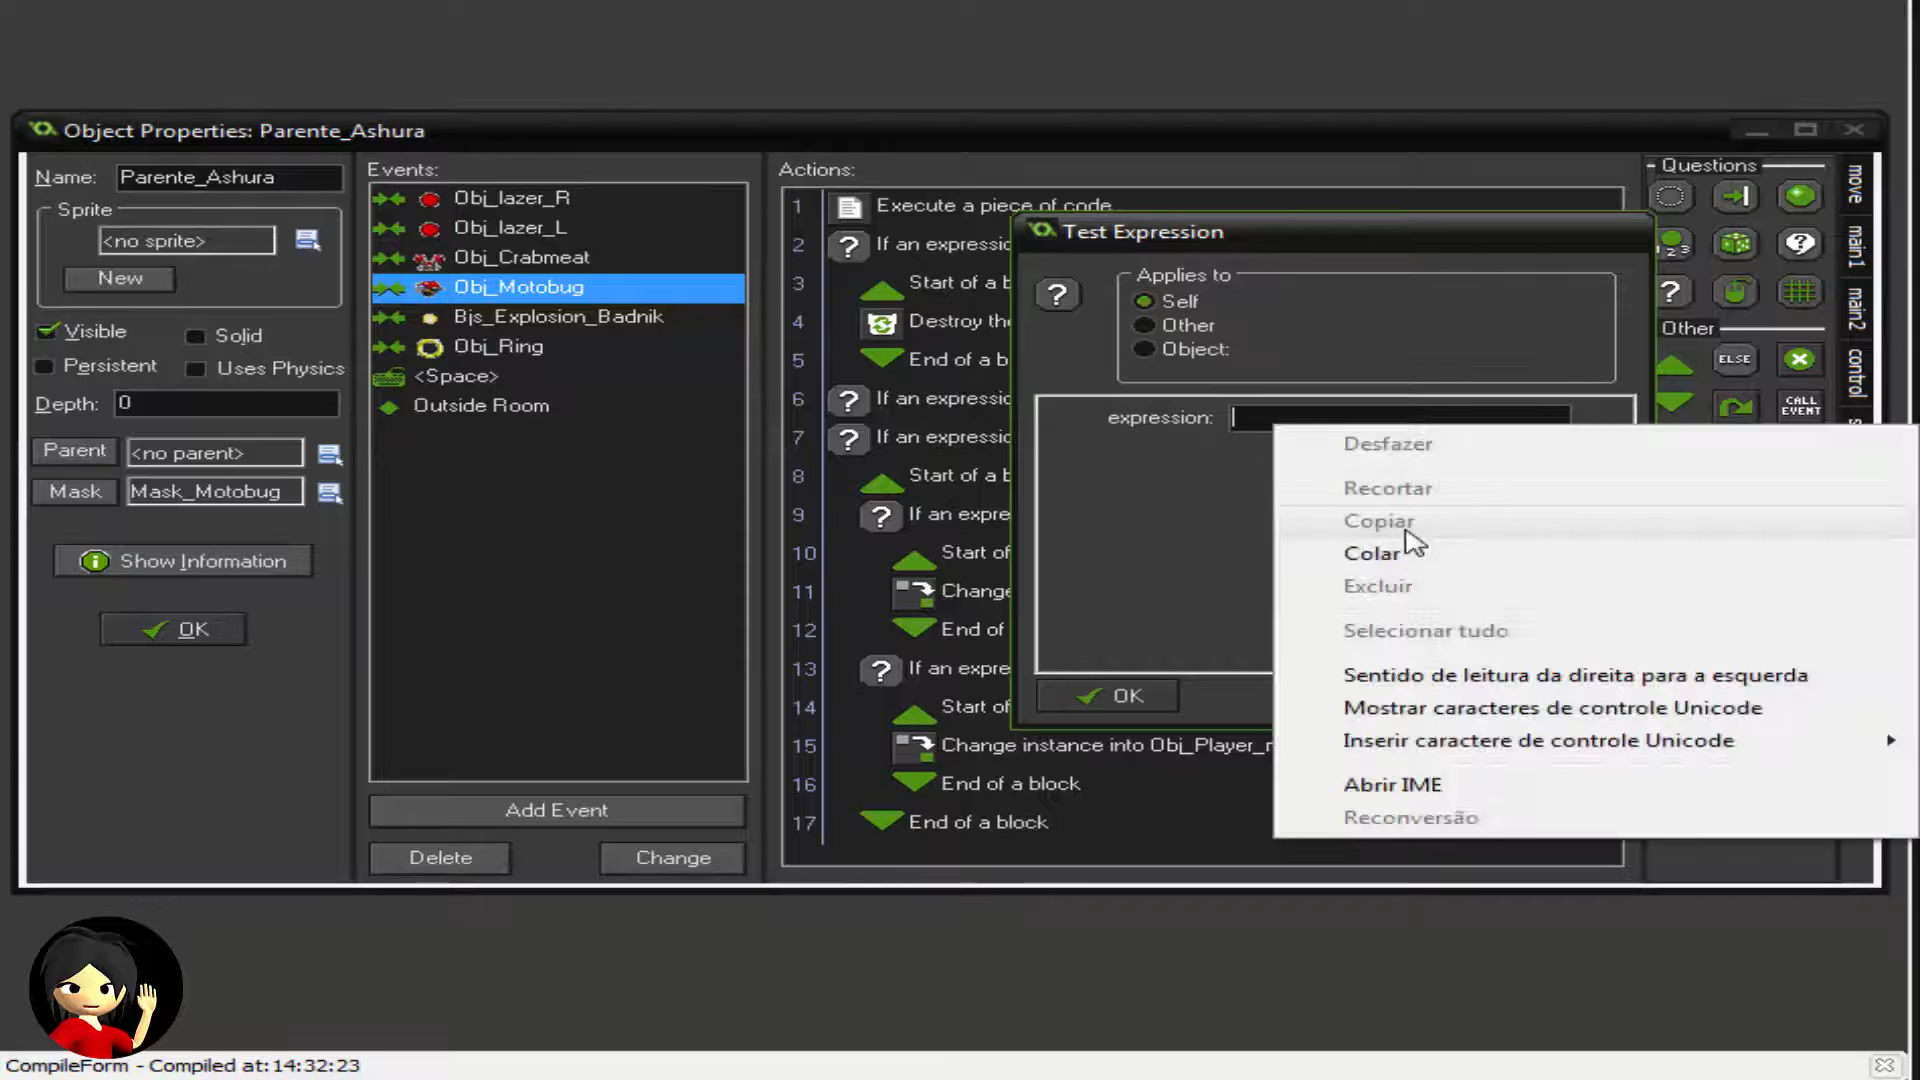 Object Properties: Parente_Ashura
Name: Parente_Ashura
Sprite
<no sprite>
New
Visible
Solid
Persistent
Uses Physics
Depth: 0
Parent <no parent>
Mask Mask_Motobug
Show Information
OK
Events:
Obj_lazer_R
Obj_lazer_L
Obj_Crabmeat
Obj_Motobug
Bjs_Explosion_Badnik
Obj_Ring
<Space>
Outside Room
Add Event
Delete
Change
Actions:
1 Execute a piece of code
2 If an expressio
3 Start of a b
4 Destroy the
5 End of a b
6 If an expressio
7 If an expressio
8 Start of a b
9 If an expre
10 Start of
11 Change
12 End of
13 If an expre
14 Start of
15 Change instance into Obj_Player_r
16 End of a block
17 End of a block
Test Expression
Applies to
Self
Other
Object:
expression:
OK
Desfazer
Recortar
Copiar
Colar
Excluir
Selecionar tudo
Sentido de leitura da direita para a esquerda
Mostrar caracteres de controle Unicode
Inserir caractere de controle Unicode
Abrir IME
Reconversão
Questions
Other
ELSE
CALL
EVENT
move
main1
main2
control
CompileForm - Compiled at:14:32:23